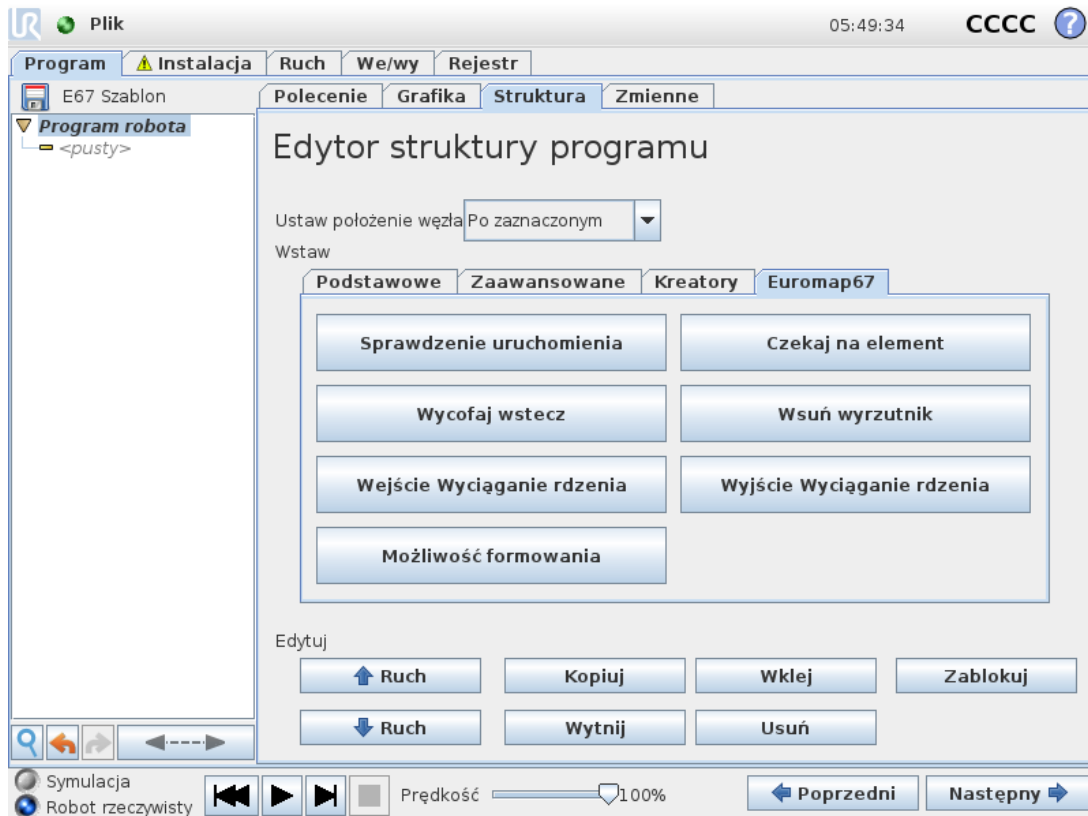 UR Plik 05:49:34 CCCC ?
Program Instalacja Ruch We/wy Rejestr
E67 Szablon
Polecenie Grafika Struktura Zmienne
Program robota
<pusty>
Edytor struktury programu
Ustaw położenie węzła Po zaznaczonym
Wstaw
Podstawowe Zaawansowane Kreatory Euromap67
Sprawdzenie uruchomienia Czekaj na element
Wycofaj wstecz Wsuń wyrzutnik
Wejście Wyciąganie rdzenia Wyjście Wyciąganie rdzenia
Możliwość formowania
Edytuj
Ruch Kopiuj Wklej Zablokuj
Ruch Wytnij Usuń
Symulacja
Robot rzeczywisty
Prędkość 100%
Poprzedni Następny